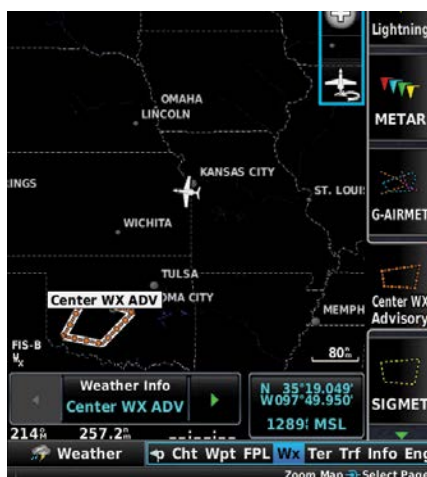 Lightning
OMAHA
LINCOLN
METAR
KANSAS CITY
INGS
ST. LOUI
G-AIRMET
WICHITA
TULSA
Center WX ADV
OMA CITY
MEMPH
Center WX
Advisory
FIS-B
80
SIGMET
Weather Info
Center WX ADV
N 35°19.049'
W097°49.950'
1289 MSL
214 257.2
Weather
Cht Wpt FPL Wx Ter Trf Info Eng
Zoom Map Select Page